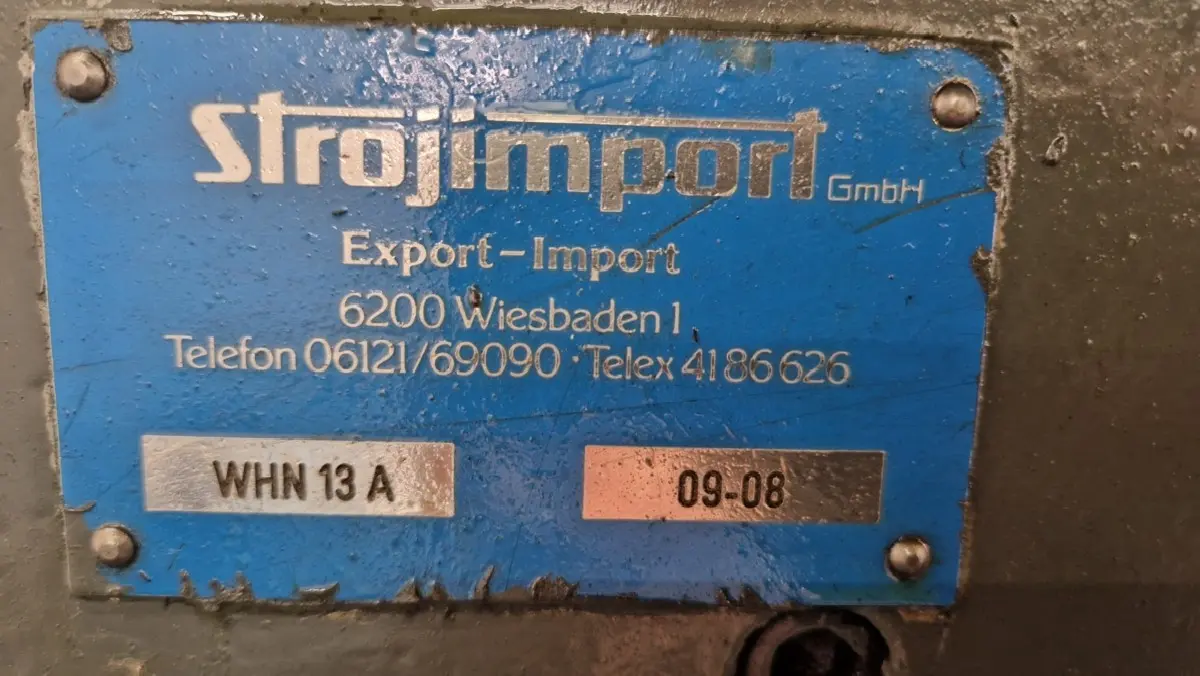 strojimport GmbH
Export-Import
6200 Wiesbaden 1
Telefon 06121/69090 · Telex 4186626
WHN 13 A
09-08